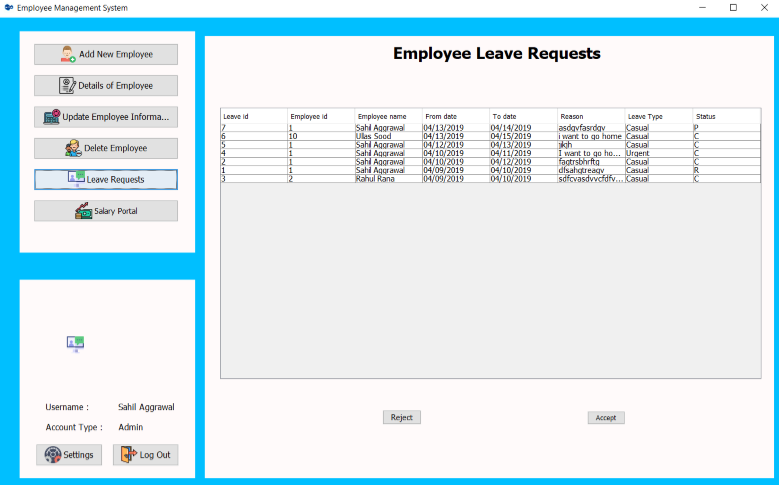 Employee Management System
Add New Employee
Details of Employee
Update Employee Informa...
Delete Employee
Leave Requests
Salary Portal
Username : Sahil Aggrawal
Account Type : Admin
Settings Log Out
Employee Leave Requests
Leave id Employee id Employee name From date To date Reason Leave Type Status
7 1 Sahil Aggrawal 04/13/2019 04/14/2019 asdgvfasrdgv Casual P
6 10 Ullas Sood 04/13/2019 04/15/2019 i want to go home Casual C
5 1 Sahil Aggrawal 04/12/2019 04/13/2019 Casual C
4 1 Sahil Aggrawal 04/10/2019 04/11/2019 I want to go ho... Urgent C
2 1 Sahil Aggrawal 04/10/2019 04/12/2019 fagtrsbhrftg Casual C
1 1 Sahil Aggrawal 04/09/2019 04/10/2019 dfsahgtreagv Casual R
3 2 Rahul Rana 04/09/2019 04/10/2019 Casual C
Reject Accept